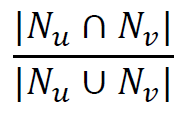 |N_u ∩ N_v|
|N_u ∪ N_v|